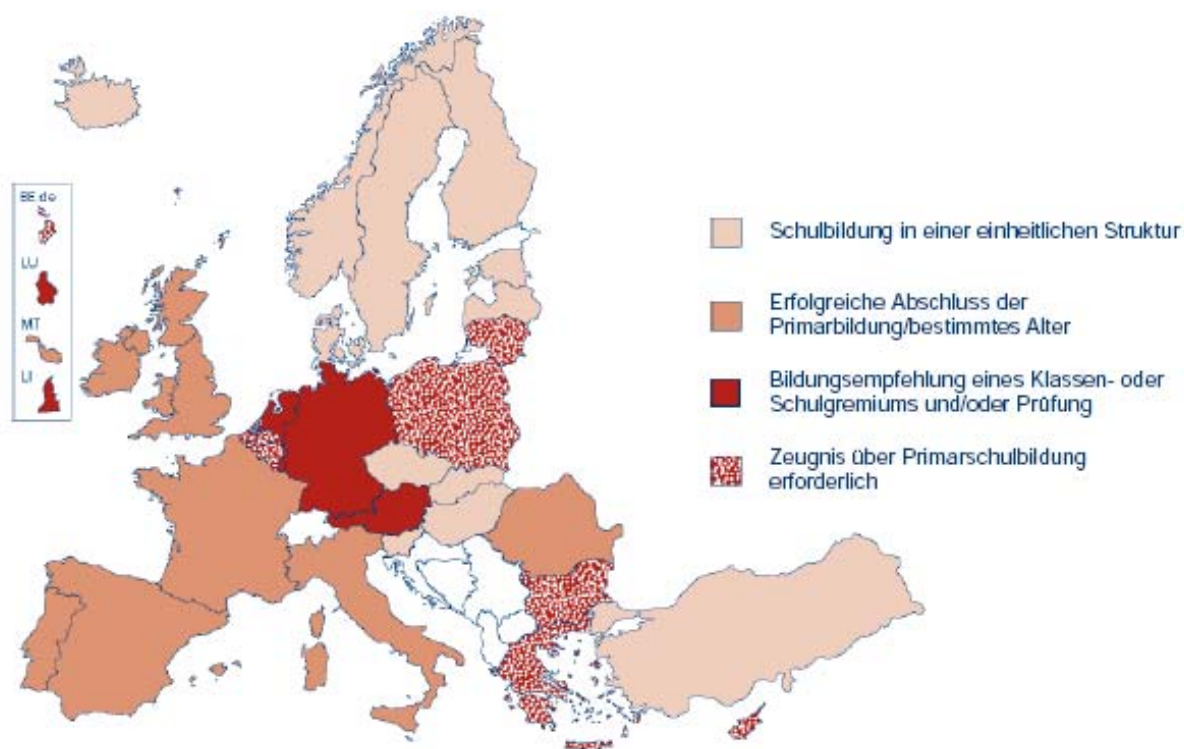 BE de
LU
MT
LI
Schulbildung in einer einheitlichen Struktur
Erfolgreiche Abschluss der
Primarbildung/bestimmtes Alter
Bildungsempfehlung eines Klassen- oder
Schulgremiums und/oder Prüfung
Zeugnis über Primarschulbildung
erforderlich